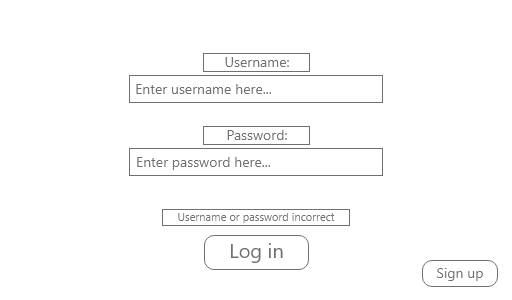 Username:
Enter username here...
Password:
Enter password here...
Username or password incorrect
Log in
Sign up